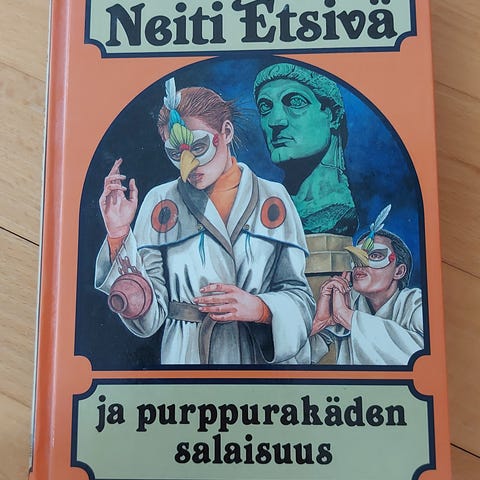 Neiti Etsivä
ja purppurakäden
salaisuus